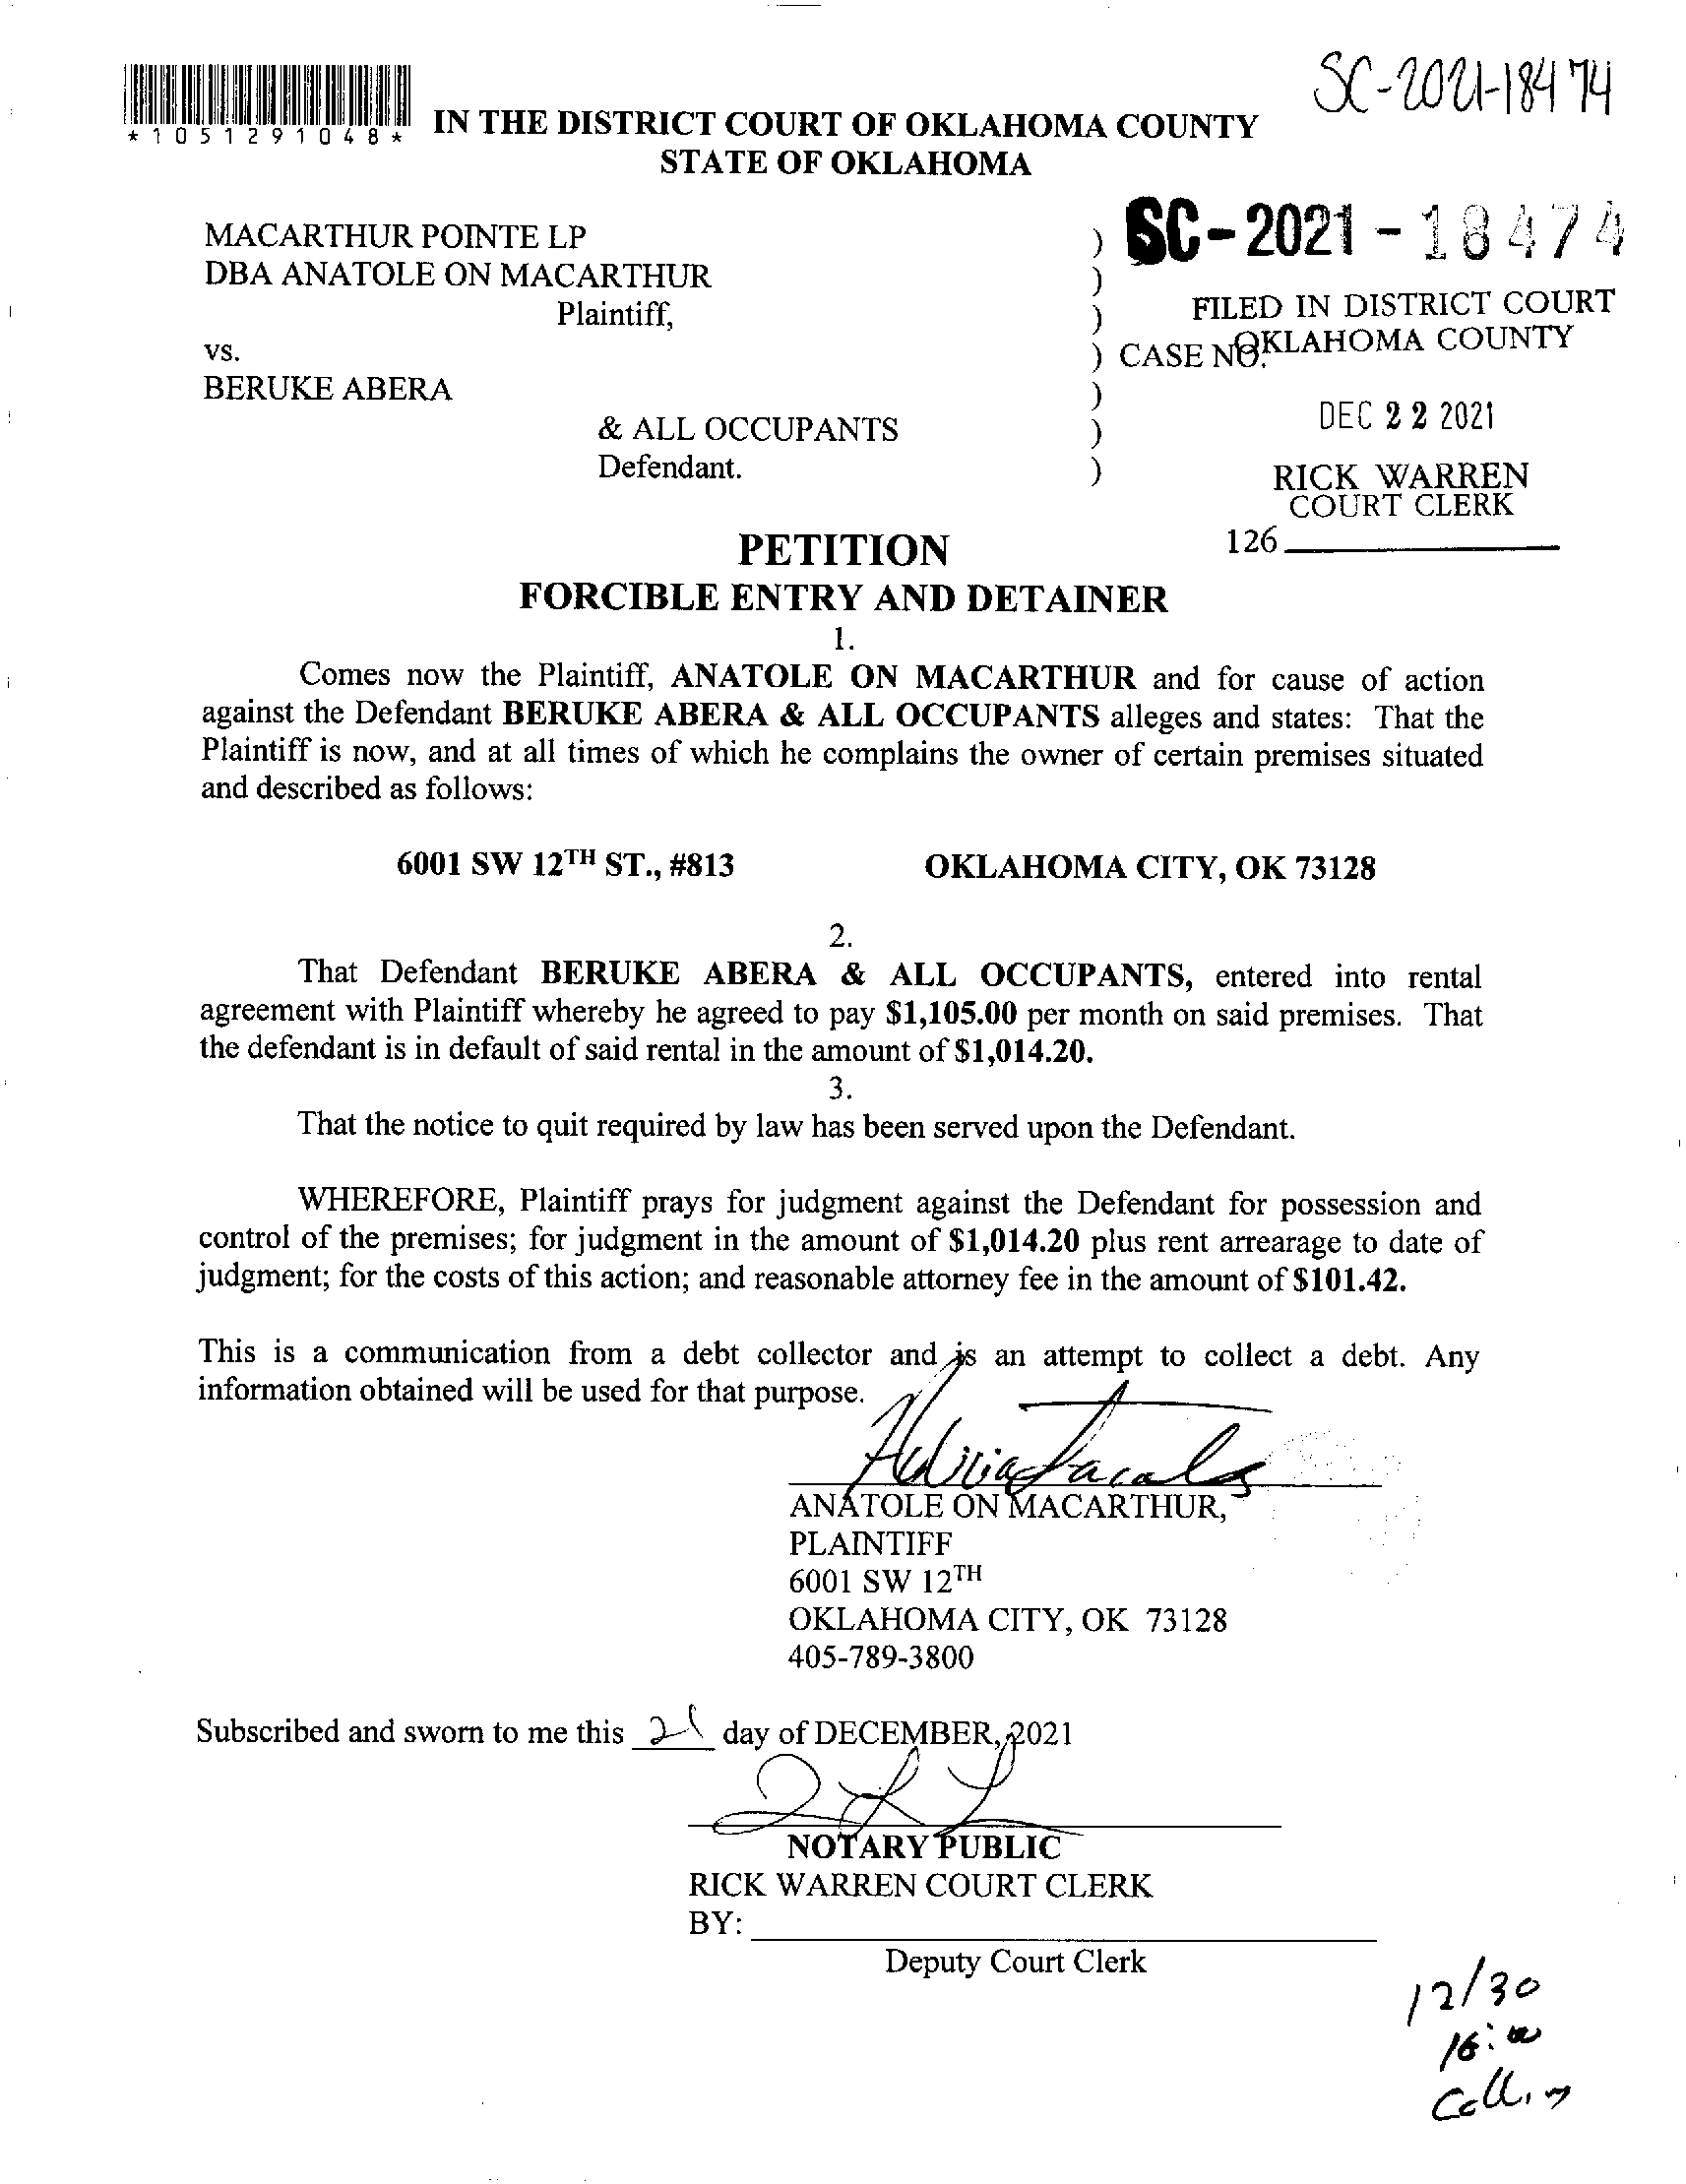 SC-2021-18474
*1051291048*
IN THE DISTRICT COURT OF OKLAHOMA COUNTY
STATE OF OKLAHOMA
SC-2021-18474
MACARTHUR POINTE LP )
DBA ANATOLE ON MACARTHUR )
Plaintiff, )
FILED IN DISTRICT COURT
OKLAHOMA COUNTY
vs. ) CASE NO.
BERUKE ABERA )
& ALL OCCUPANTS )
DEC 22 2021
Defendant. )
RICK WARREN
COURT CLERK
126
PETITION
FORCIBLE ENTRY AND DETAINER
1.
Comes now the Plaintiff, ANATOLE ON MACARTHUR and for cause of action
against the Defendant BERUKE ABERA & ALL OCCUPANTS alleges and states: That the
Plaintiff is now, and at all times of which he complains the owner of certain premises situated
and described as follows:
6001 SW 12TH ST., #813 OKLAHOMA CITY, OK 73128
2.
That Defendant BERUKE ABERA & ALL OCCUPANTS, entered into rental
agreement with Plaintiff whereby he agreed to pay $1,105.00 per month on said premises. That
the defendant is in default of said rental in the amount of $1,014.20.
3.
That the notice to quit required by law has been served upon the Defendant.
WHEREFORE, Plaintiff prays for judgment against the Defendant for possession and
control of the premises; for judgment in the amount of $1,014.20 plus rent arrearage to date of
judgment; for the costs of this action; and reasonable attorney fee in the amount of $101.42.
This is a communication from a debt collector and is an attempt to collect a debt. Any
information obtained will be used for that purpose.
ANATOLE ON MACARTHUR,
PLAINTIFF
6001 SW 12TH
OKLAHOMA CITY, OK 73128
405-789-3800
Subscribed and sworn to me this 21 day of DECEMBER, 2021
NOTARY PUBLIC
RICK WARREN COURT CLERK
BY:
Deputy Court Clerk
12/30